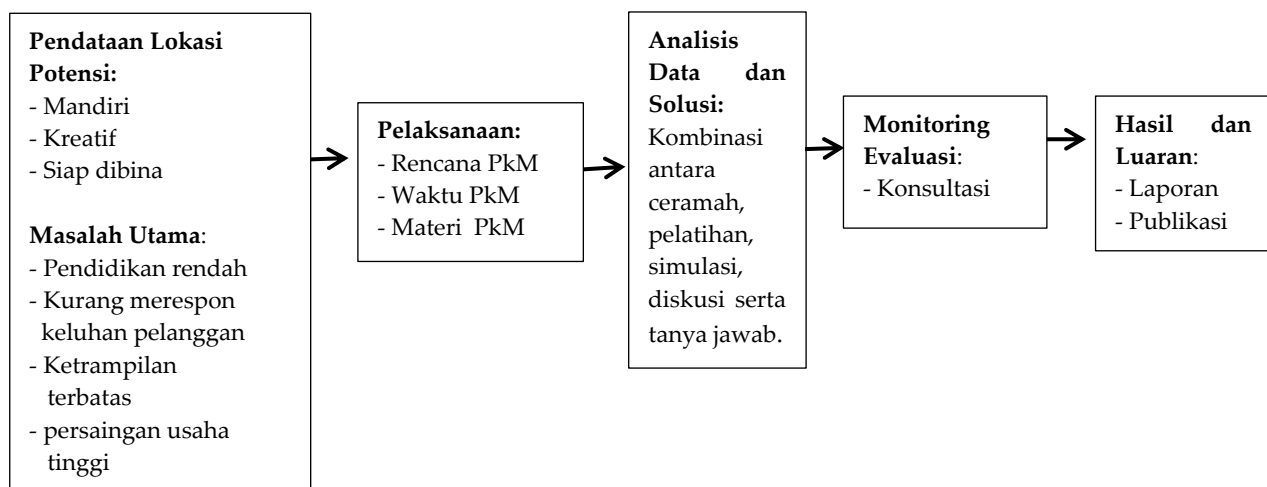 Pendataan Lokasi
Potensi:
- Mandiri
- Kreatif
- Siap dibina
Masalah Utama:
- Pendidikan rendah
- Kurang merespon
keluhan pelanggan
- Ketrampilan
terbatas
- persaingan usaha
tinggi
Pelaksanaan:
- Rencana PkM
- Waktu PkM
- Materi PkM
Analisis
Data dan
Solusi:
Kombinasi
antara
ceramah,
pelatihan,
simulasi,
diskusi serta
tanya jawab.
Monitoring
Evaluasi:
- Konsultasi
Hasil dan
Luaran:
- Laporan
- Publikasi